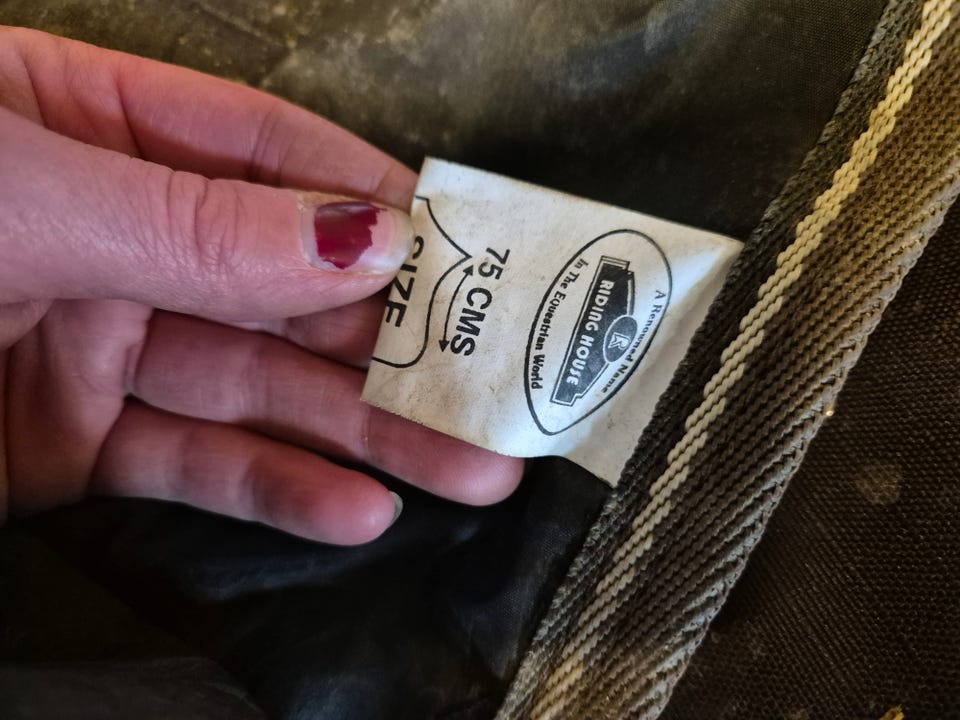 A Renowned Name
R
RIDING HOUSE
In The Equestrian World
75 CMS
SIZE